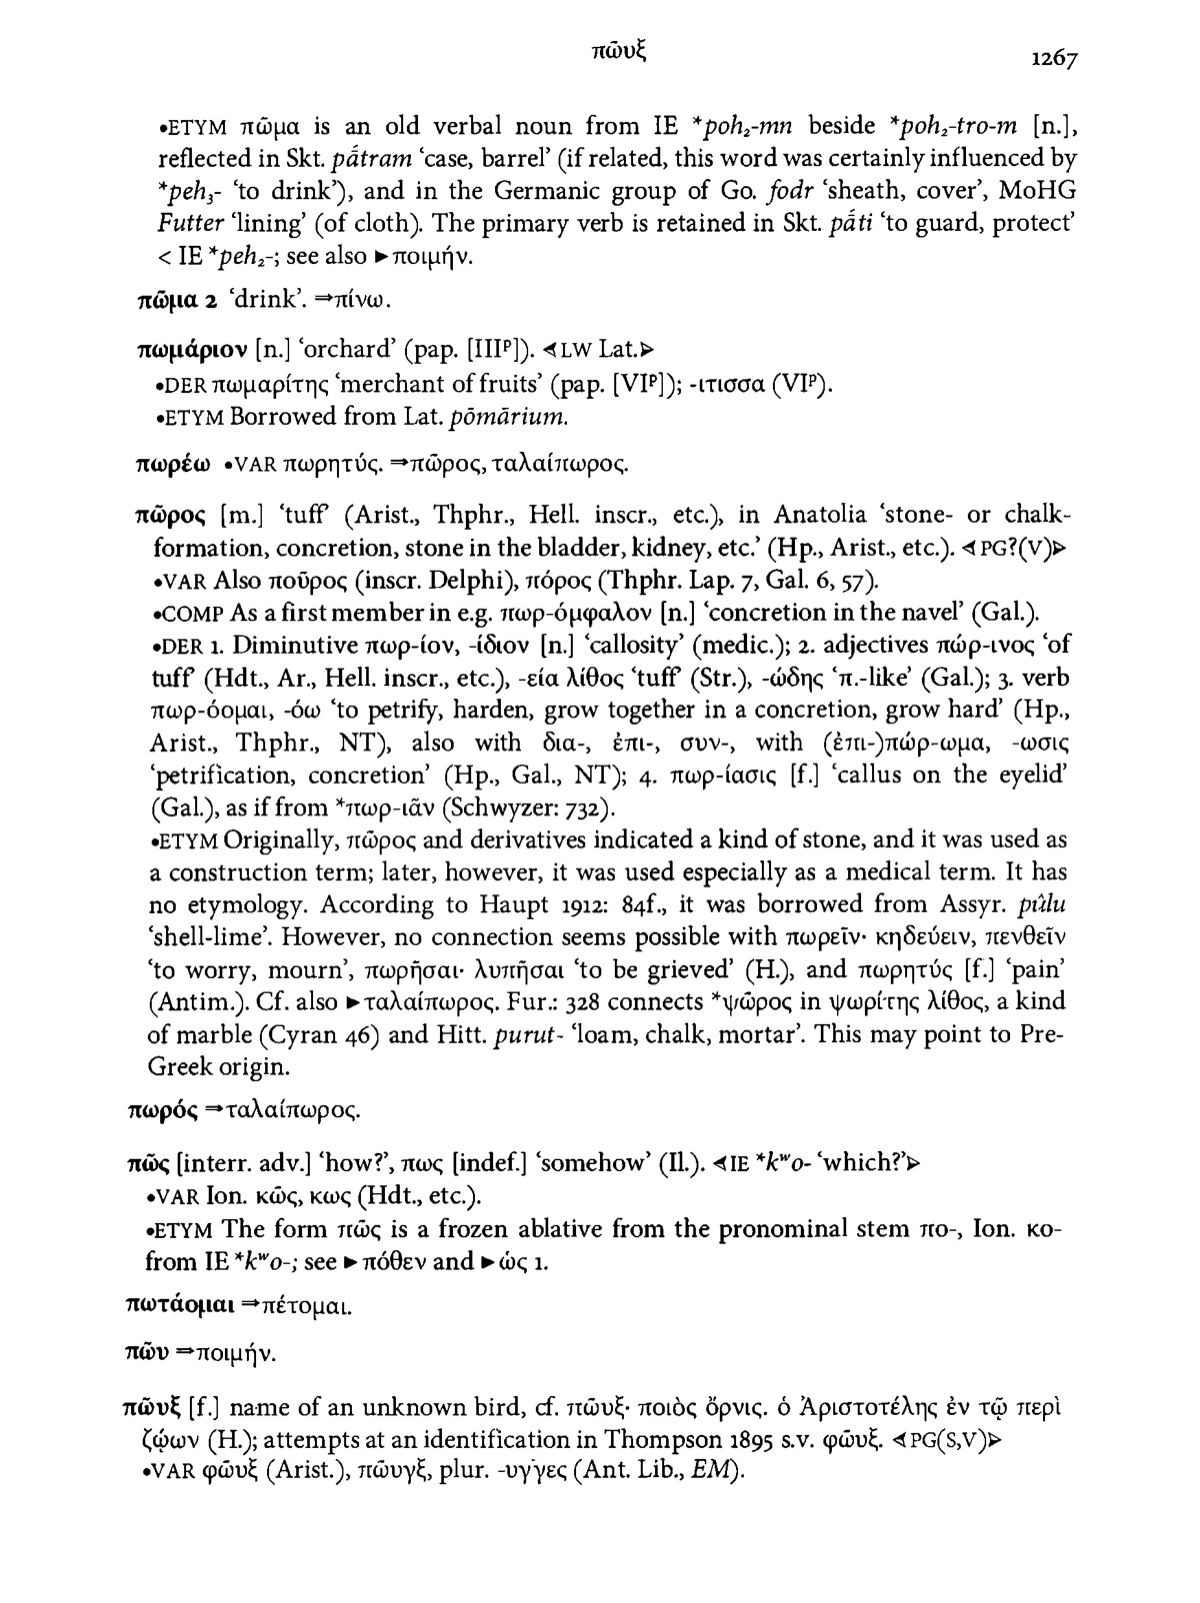 πῶυξ
1267
•ETYM πῶμα is an old verbal noun from IE *poh₂-mn beside *poh₂-tro-m [n.],
reflected in Skt. pā́tram ‘case, barrel’ (if related, this word was certainly influenced by
*peh₃- ‘to drink’), and in the Germanic group of Go. fodr ‘sheath, cover’, MoHG
Futter ‘lining’ (of cloth). The primary verb is retained in Skt. pā́ti ‘to guard, protect’
< IE *peh₂-; see also ►ποιμήν.
πῶμα 2 ‘drink’. ⇒πίνω.
πωμάριον [n.] ‘orchard’ (pap. [IIIᵖ]). ⊲LW Lat.⊳
•DER πωμαρίτης ‘merchant of fruits’ (pap. [VIᵖ]); -ιτισσα (VIᵖ).
•ETYM Borrowed from Lat. pōmārium.
πωρέω •VAR πωρητύς. ⇒πῶρος, ταλαίπωρος.
πῶρος [m.] ‘tuff’ (Arist., Thphr., Hell. inscr., etc.), in Anatolia ‘stone- or chalk-
formation, concretion, stone in the bladder, kidney, etc.’ (Hp., Arist., etc.). ⊲PG?(V)⊳
•VAR Also ποῦρος (inscr. Delphi), πόρος (Thphr. Lap. 7, Gal. 6, 57).
•COMP As a first member in e.g. πωρ-όμφαλον [n.] ‘concretion in the navel’ (Gal.).
•DER 1. Diminutive πωρ-ίον, -ίδιον [n.] ‘callosity’ (medic.); 2. adjectives πώρ-ινος ‘of
tuff’ (Hdt., Ar., Hell. inscr., etc.), -εία λίθος ‘tuff’ (Str.), -ώδης ‘π.-like’ (Gal.); 3. verb
πωρ-όομαι, -όω ‘to petrify, harden, grow together in a concretion, grow hard’ (Hp.,
Arist., Thphr., NT), also with δια-, ἐπι-, συν-, with (ἐπι-)πώρ-ωμα, -ωσις
‘petrification, concretion’ (Hp., Gal., NT); 4. πωρ-ίασις [f.] ‘callus on the eyelid’
(Gal.), as if from *πωρ-ιᾶν (Schwyzer: 732).
•ETYM Originally, πῶρος and derivatives indicated a kind of stone, and it was used as
a construction term; later, however, it was used especially as a medical term. It has
no etymology. According to Haupt 1912: 84f., it was borrowed from Assyr. pûlu
‘shell-lime’. However, no connection seems possible with πωρεῖν· κηδεύειν, πενθεῖν
‘to worry, mourn’, πωρῆσαι· λυπῆσαι ‘to be grieved’ (H.), and πωρητύς [f.] ‘pain’
(Antim.). Cf. also ►ταλαίπωρος. Fur.: 328 connects *ψῶρος in ψωρίτης λίθος, a kind
of marble (Cyran 46) and Hitt. purut- ‘loam, chalk, mortar’. This may point to Pre-
Greek origin.
πωρός ⇒ταλαίπωρος.
πῶς [interr. adv.] ‘how?’, πως [indef.] ‘somehow’ (Il.). ⊲IE *kʷo- ‘which?’⊳
•VAR Ion. κῶς, κως (Hdt., etc.).
•ETYM The form πῶς is a frozen ablative from the pronominal stem πο-, Ion. κο-
from IE *kʷo-; see ►πόθεν and ►ὡς 1.
πωτάομαι ⇒πέτομαι.
πῶυ ⇒ποιμήν.
πῶυξ [f.] name of an unknown bird, cf. πῶυξ· ποιὸς ὄρνις. ὁ Ἀριστοτέλης ἐν τῷ περὶ
ζῴων (H.); attempts at an identification in Thompson 1895 s.v. φῶυξ. ⊲PG(S,V)⊳
•VAR φῶυξ (Arist.), πῶυγξ, plur. -υγγες (Ant. Lib., EM).